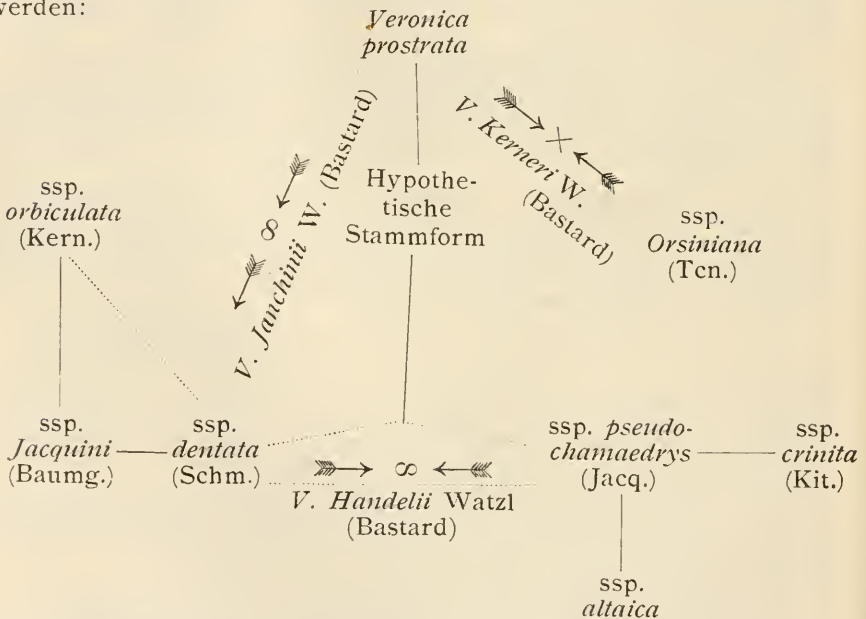 werden:
Veronica
prostrata
V. Janchinii W. (Bastard)
∞
V. Kerneri W.
(Bastard)
×
Hypothe-
tische
Stammform
ssp.
orbiculata
(Kern.)
ssp.
Orsiniana
(Tcn.)
ssp.
Jacquini
(Baumg.)
ssp.
dentata
(Schm.)
∞
V. Handelii Watzl
(Bastard)
ssp. pseudo-
chamaedrys
(Jacq.)
ssp.
crinita
(Kit.)
ssp.
altaica